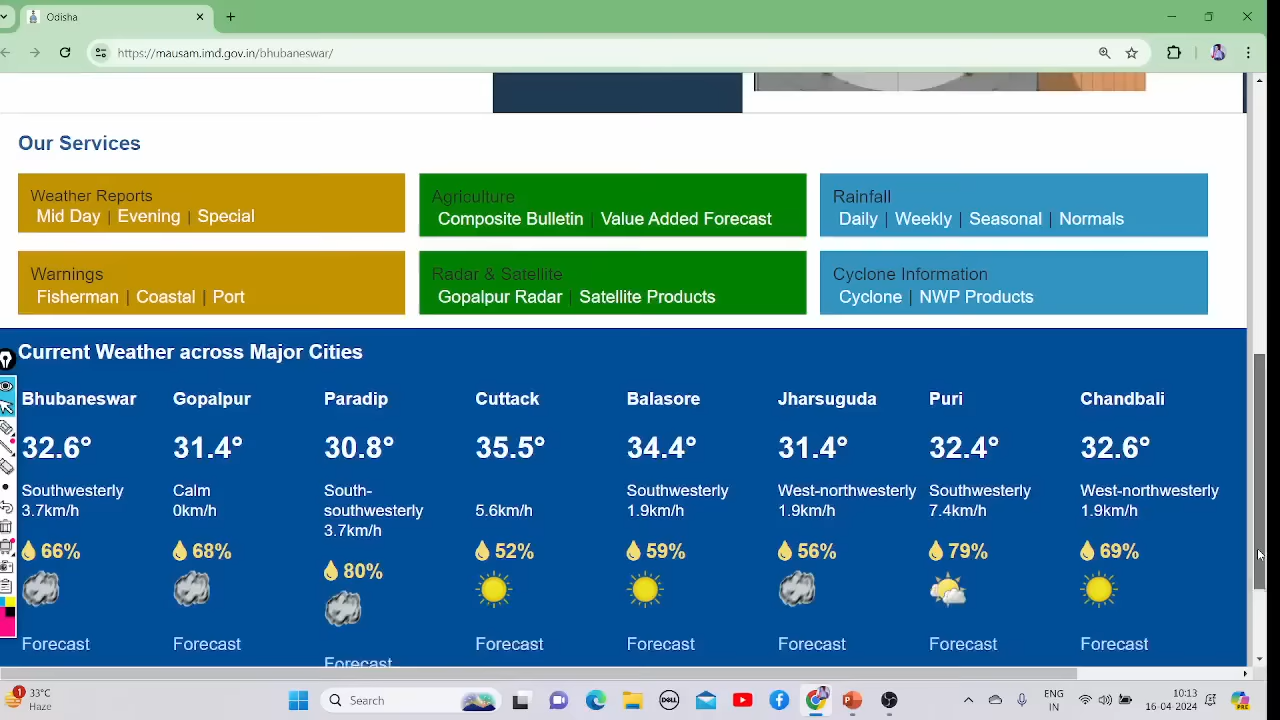 Odisha
https://mausam.imd.gov.in/bhubaneswar/
Our Services
Weather Reports
Mid Day | Evening | Special
Agriculture
Composite Bulletin | Value Added Forecast
Rainfall
Daily | Weekly | Seasonal | Normals
Warnings
Fisherman | Coastal | Port
Radar & Satellite
Gopalpur Radar | Satellite Products
Cyclone Information
Cyclone | NWP Products
Current Weather across Major Cities
Bhubaneswar
32.6°
Southwesterly
3.7km/h
66%
Forecast
Gopalpur
31.4°
Calm
0km/h
68%
Forecast
Paradip
30.8°
South-
southwesterly
3.7km/h
80%
Forecast
Cuttack
35.5°
5.6km/h
52%
Forecast
Balasore
34.4°
Southwesterly
1.9km/h
59%
Forecast
Jharsuguda
31.4°
West-northwesterly
1.9km/h
56%
Forecast
Puri
32.4°
Southwesterly
7.4km/h
79%
Forecast
Chandbali
32.6°
West-northwesterly
1.9km/h
69%
Forecast
1
33°C
Haze
Search
DELL
ENG
IN
10:13
16-04-2024
PRE